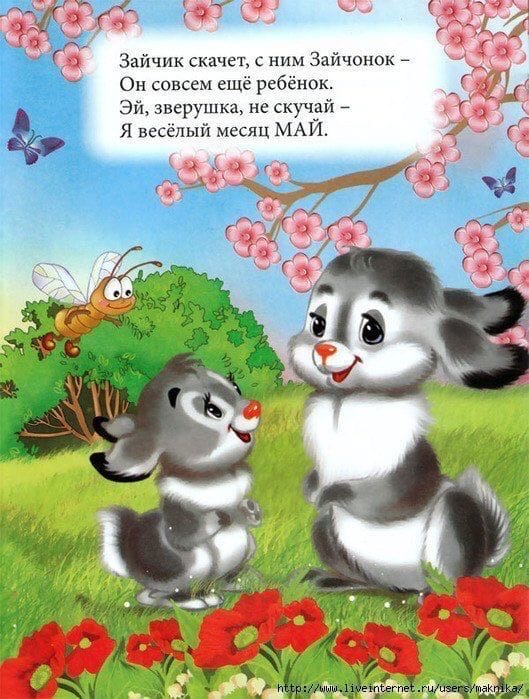 Зайчик скачет, с ним Зайчонок –
Он совсем ещё ребёнок.
Эй, зверушка, не скучай –
Я весёлый месяц МАЙ.
http://www.liveinternet.ru/users/maknika/